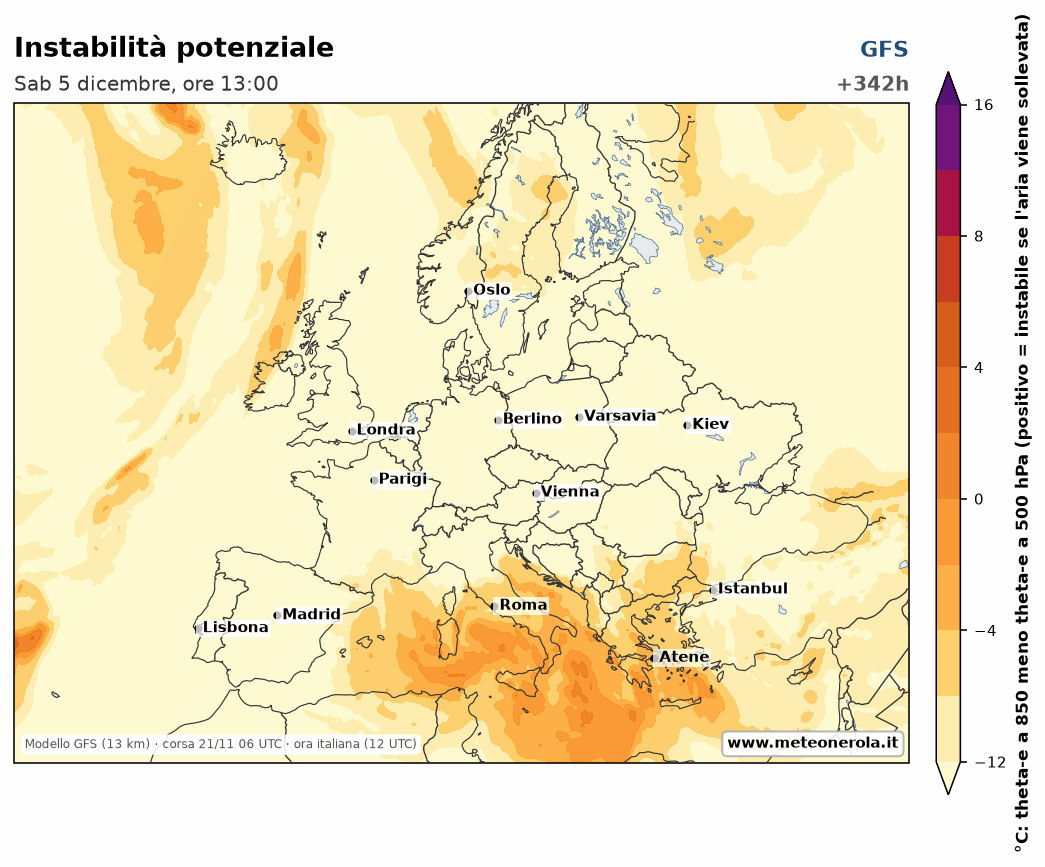 Instabilità potenziale
GFS
Sab 5 dicembre, ore 13:00
+342h
Oslo
Berlino
Varsavia
Kiev
Londra
Parigi
Vienna
Istanbul
Roma
Madrid
Lisbona
Atene
Modello GFS (13 km) · corsa 21/11 06 UTC · ora italiana (12 UTC)
www.meteonerola.it
16
8
4
0
−4
−12
°C: theta-e a 850 meno theta-e a 500 hPa (positivo = instabile se l'aria viene sollevata)